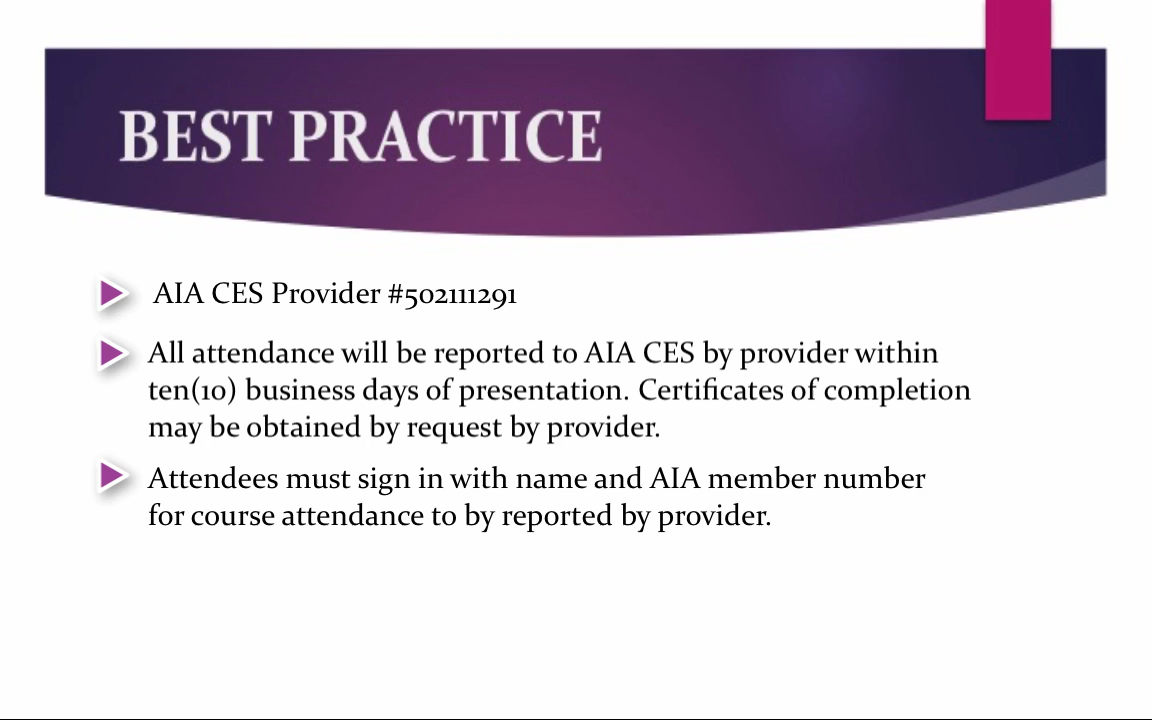 BEST PRACTICE
AIA CES Provider #502111291
All attendance will be reported to AIA CES by provider within
ten(10) business days of presentation. Certificates of completion
may be obtained by request by provider.
Attendees must sign in with name and AIA member number
for course attendance to by reported by provider.